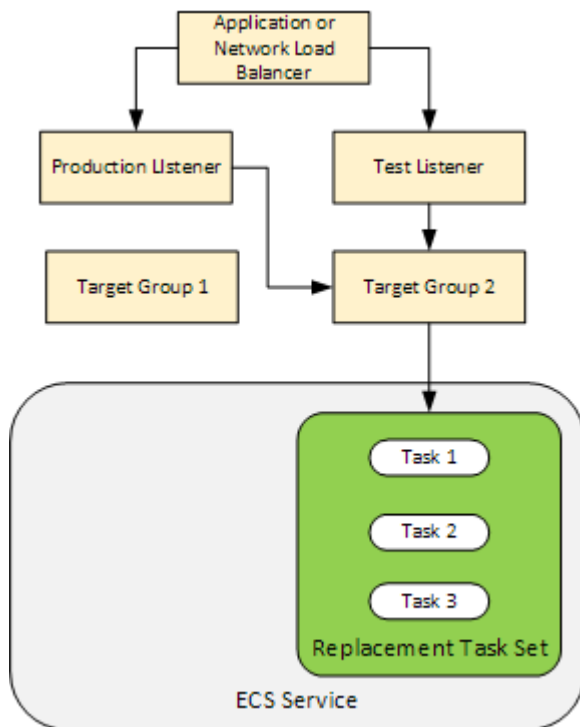 Application or
Network Load
Balancer
Production LIstener
Test Listener
Target Group 1
Target Group 2
Task 1
Task 2
Task 3
Replacement Task Set
ECS Service